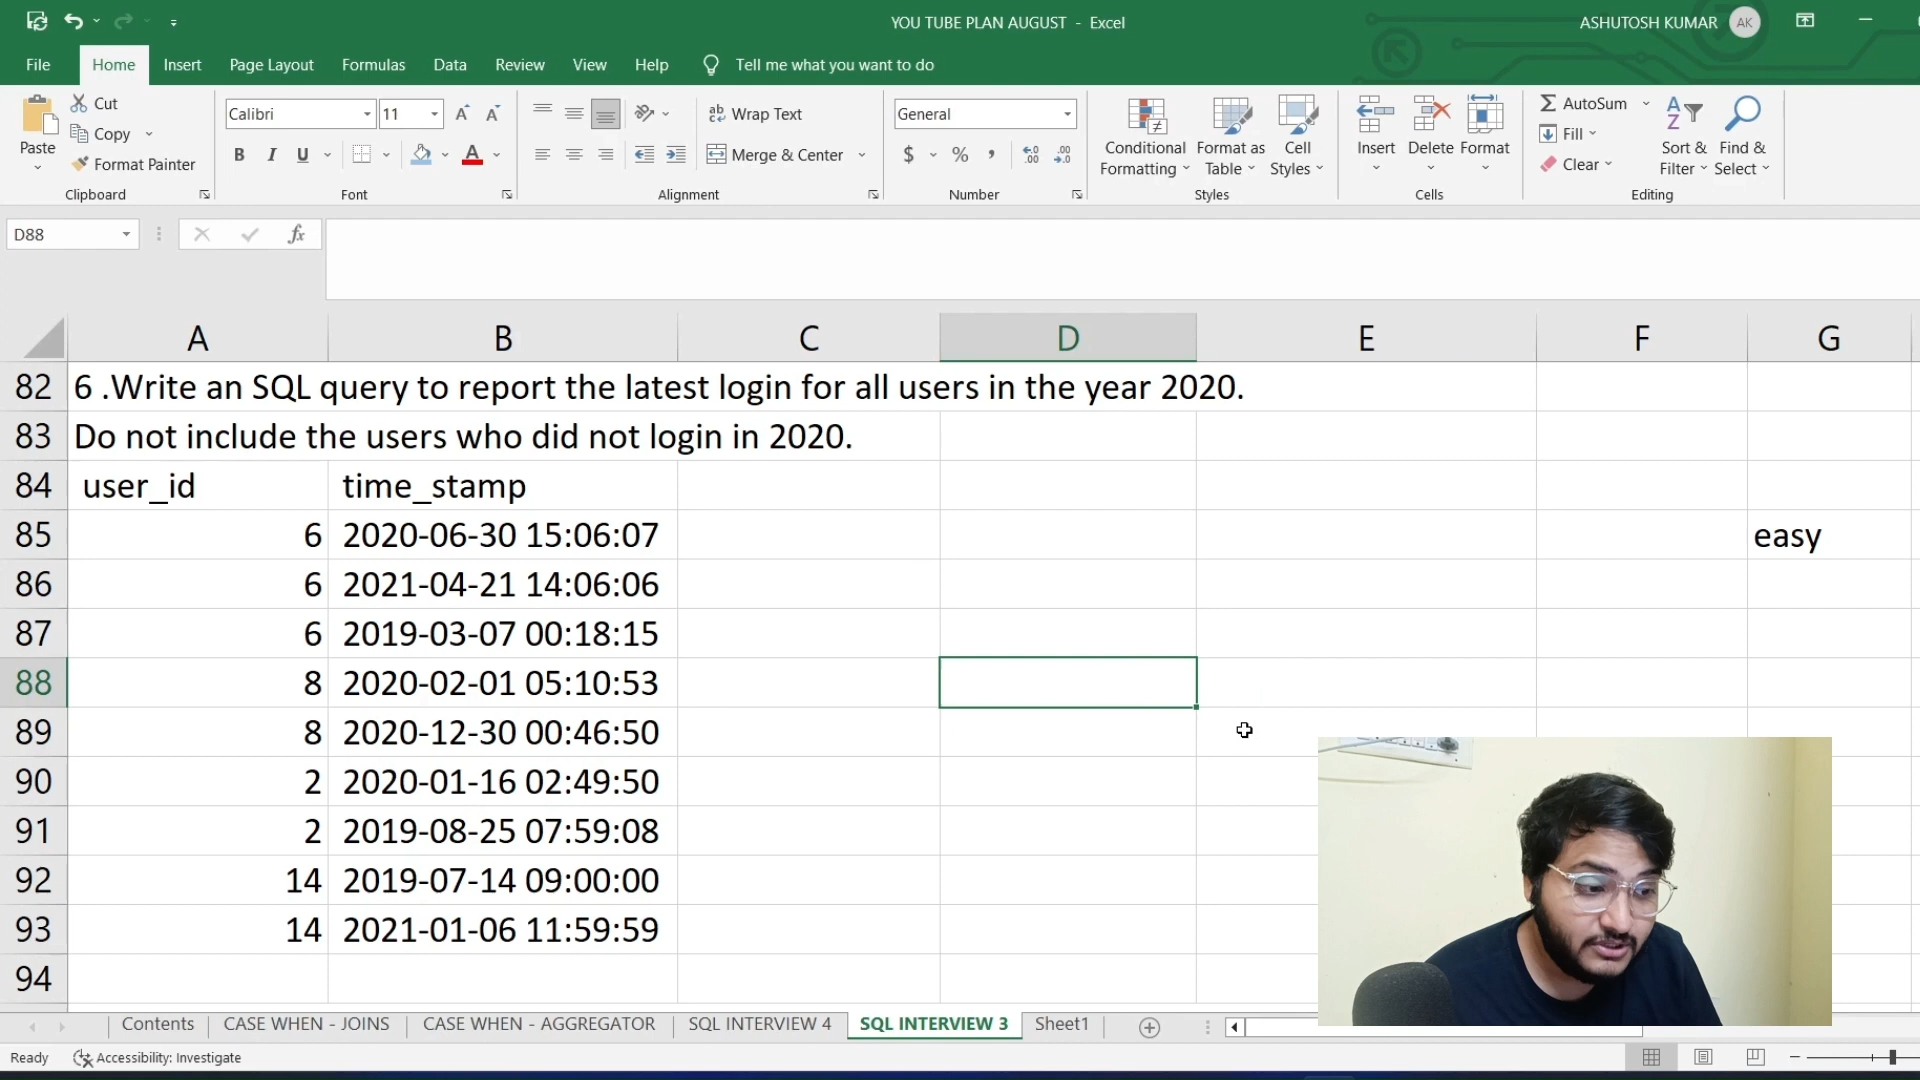 YOU TUBE PLAN AUGUST - Excel
ASHUTOSH KUMAR AK
File Home Insert Page Layout Formulas Data Review View Help Tell me what you want to do
Paste
Cut
Copy
Format Painter
Clipboard
Calibri 11
B I U
Font
ab Wrap Text
Merge & Center
Alignment
General
$ % ,
Number
Conditional Formatting
Format as Table
Cell Styles
Styles
Insert Delete Format
Cells
AutoSum
Fill
Clear
Sort & Filter
Find & Select
Editing
D88 fx
A B C D E F G
82 6 .Write an SQL query to report the latest login for all users in the year 2020.
83 Do not include the users who did not login in 2020.
84 user_id time_stamp
85 6 2020-06-30 15:06:07 easy
86 6 2021-04-21 14:06:06
87 6 2019-03-07 00:18:15
88 8 2020-02-01 05:10:53
89 8 2020-12-30 00:46:50
90 2 2020-01-16 02:49:50
91 2 2019-08-25 07:59:08
92 14 2019-07-14 09:00:00
93 14 2021-01-06 11:59:59
94
Contents CASE WHEN - JOINS CASE WHEN - AGGREGATOR SQL INTERVIEW 4 SQL INTERVIEW 3 Sheet1
Ready Accessibility: Investigate